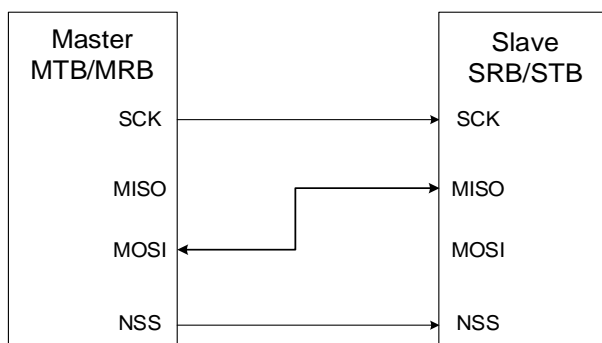 Master
MTB/MRB
SCK
MISO
MOSI
NSS
Slave
SRB/STB
SCK
MISO
MOSI
NSS